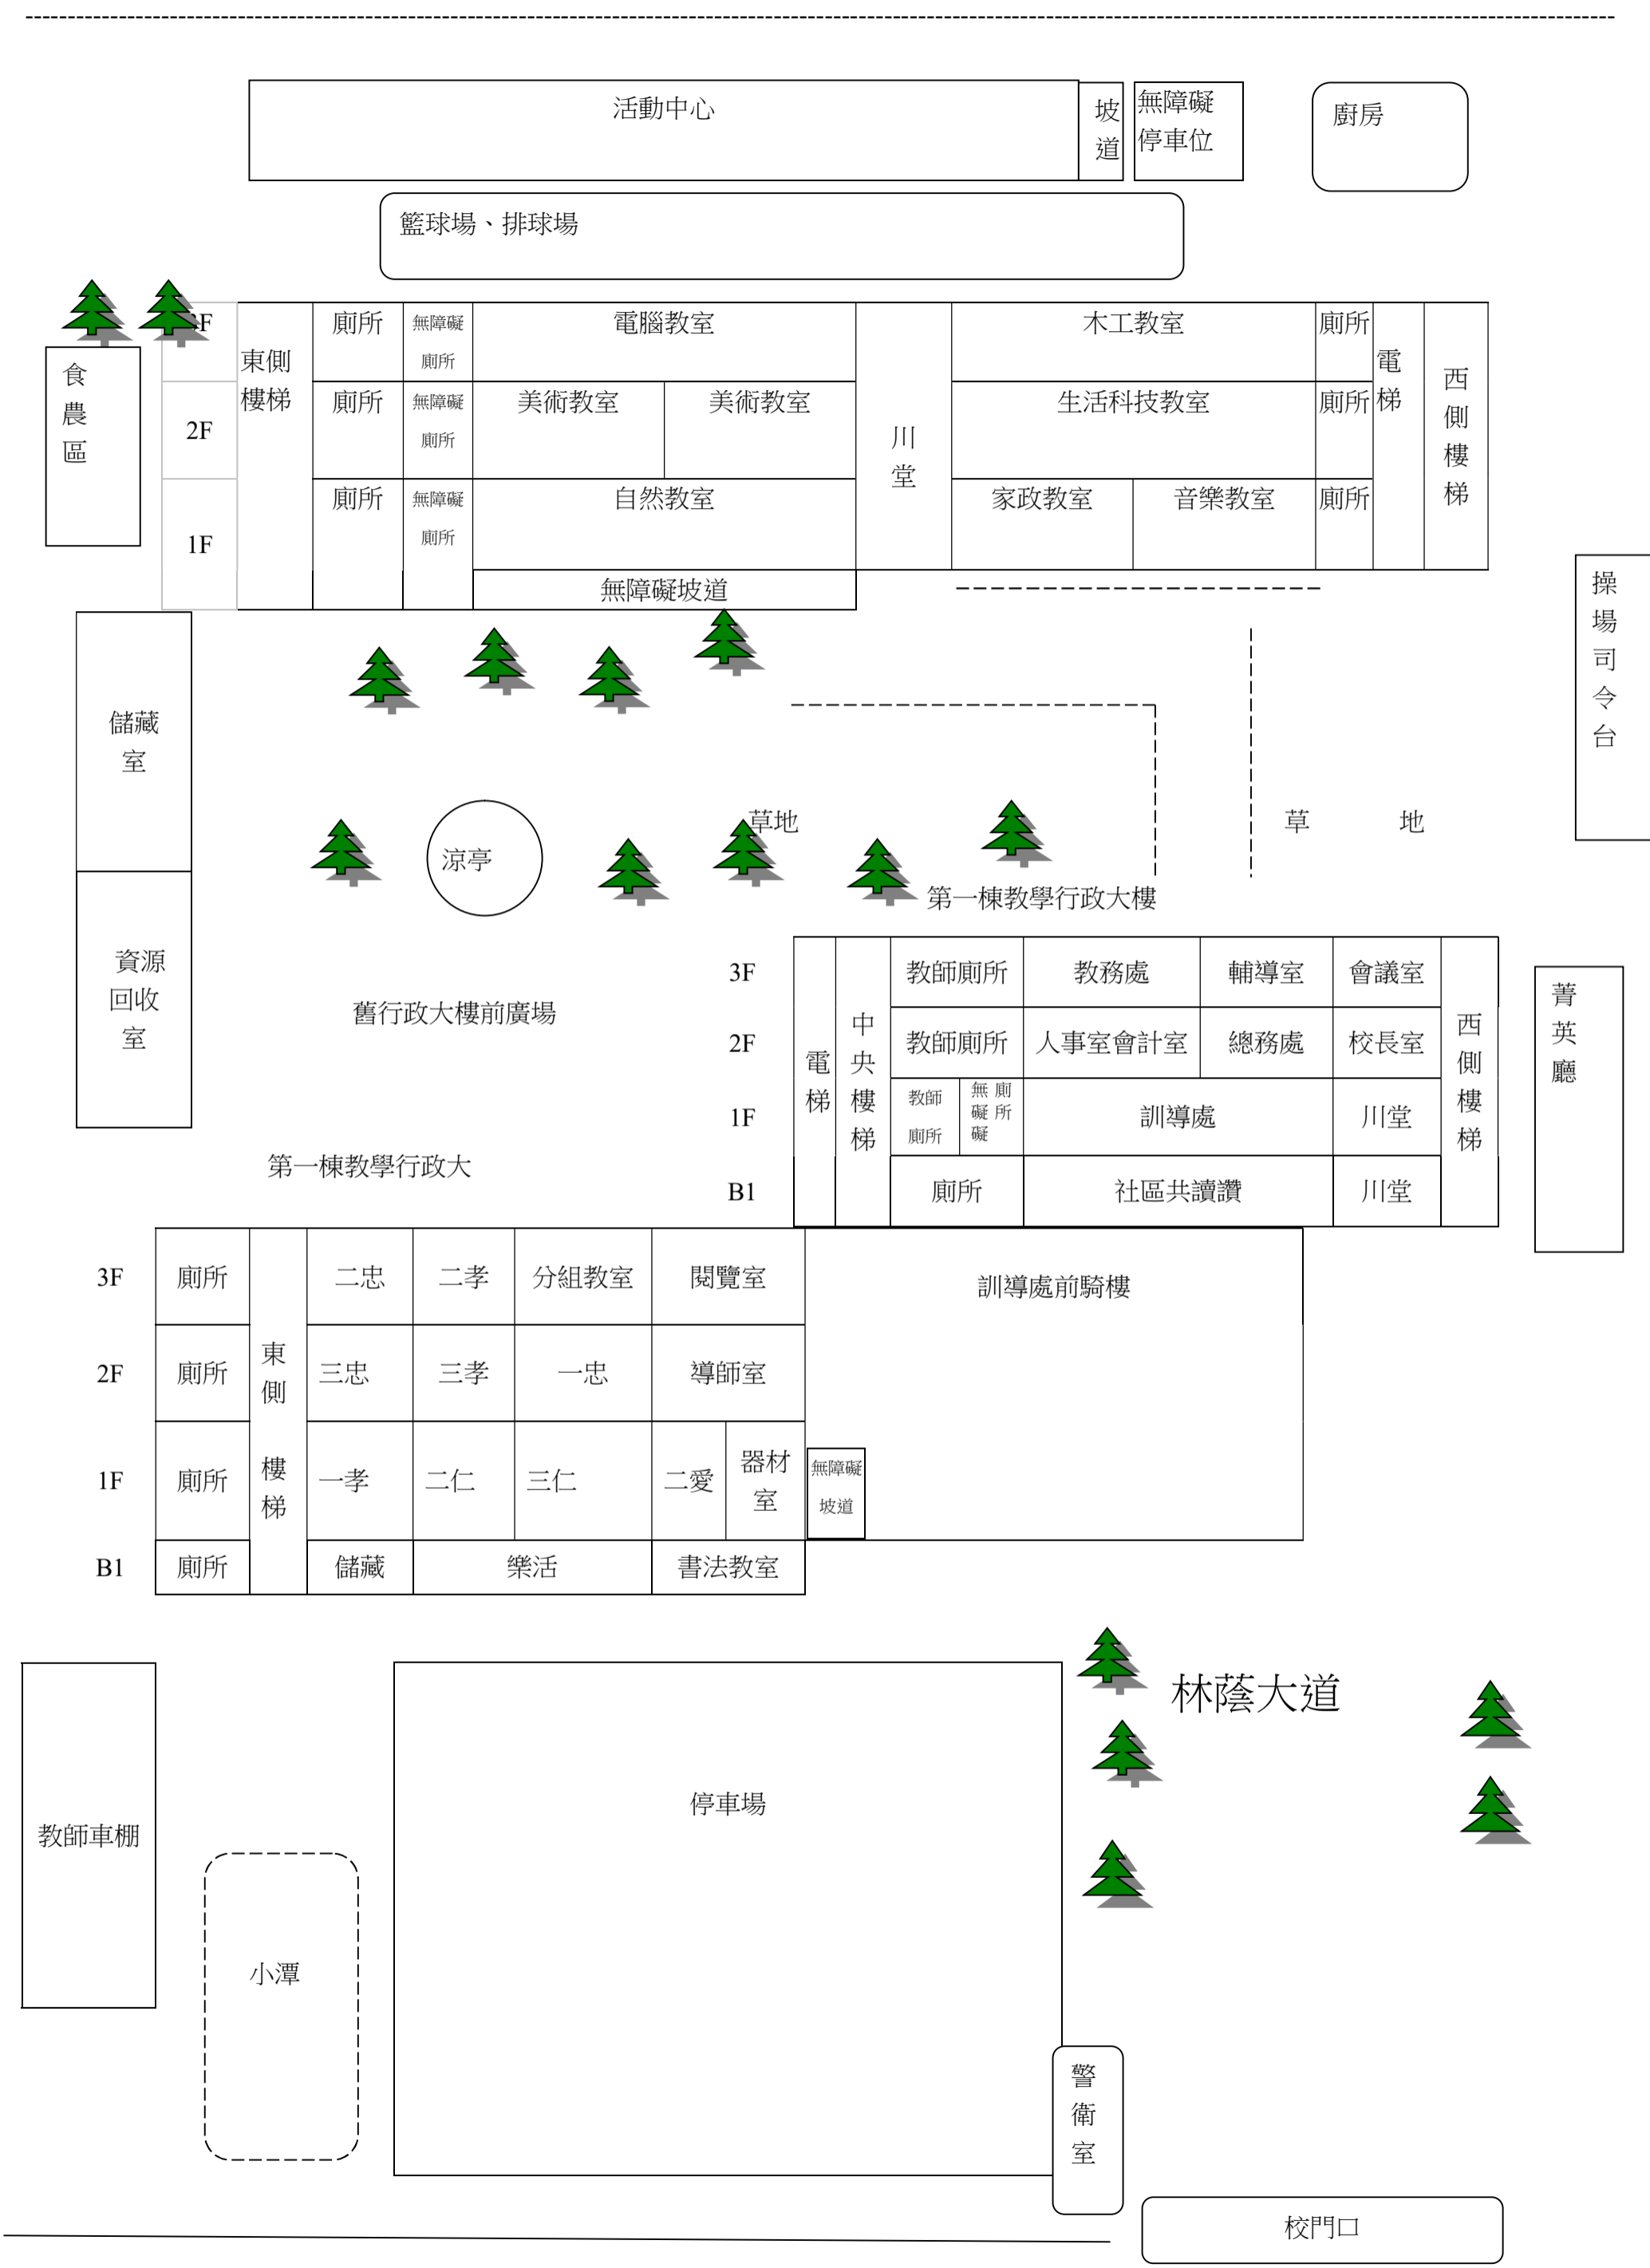 活動中心
坡道
無障礙
停車位
廚房
籃球場、排球場
食農區
東側
樓梯
廁所
無障礙
廁所
電腦教室
川堂
木工教室
廁所
電梯
西側樓梯
2F
廁所
無障礙
廁所
美術教室
美術教室
生活科技教室
廁所
1F
廁所
無障礙
廁所
自然教室
家政教室
音樂教室
廁所
無障礙坡道
操場司令台
儲藏
室
涼亭
草地
草 地
第一棟教學行政大樓
資源
回收
室
舊行政大樓前廣場
電梯
中央樓梯
3F
教師廁所
教務處
輔導室
會議室
西側樓梯
菁英廳
2F
教師廁所
人事室會計室
總務處
校長室
1F
教師
廁所
無 廁
礙 所
礙
訓導處
川堂
B1
廁所
社區共讀讚
川堂
第一棟教學行政大
3F
廁所
東側樓梯
二忠
二孝
分組教室
閱覽室
訓導處前騎樓
2F
廁所
三忠
三孝
一忠
導師室
1F
廁所
一孝
二仁
三仁
二愛
器材
室
無障礙
坡道
B1
廁所
儲藏
樂活
書法教室
林蔭大道
停車場
教師車棚
小潭
警衛室
校門口